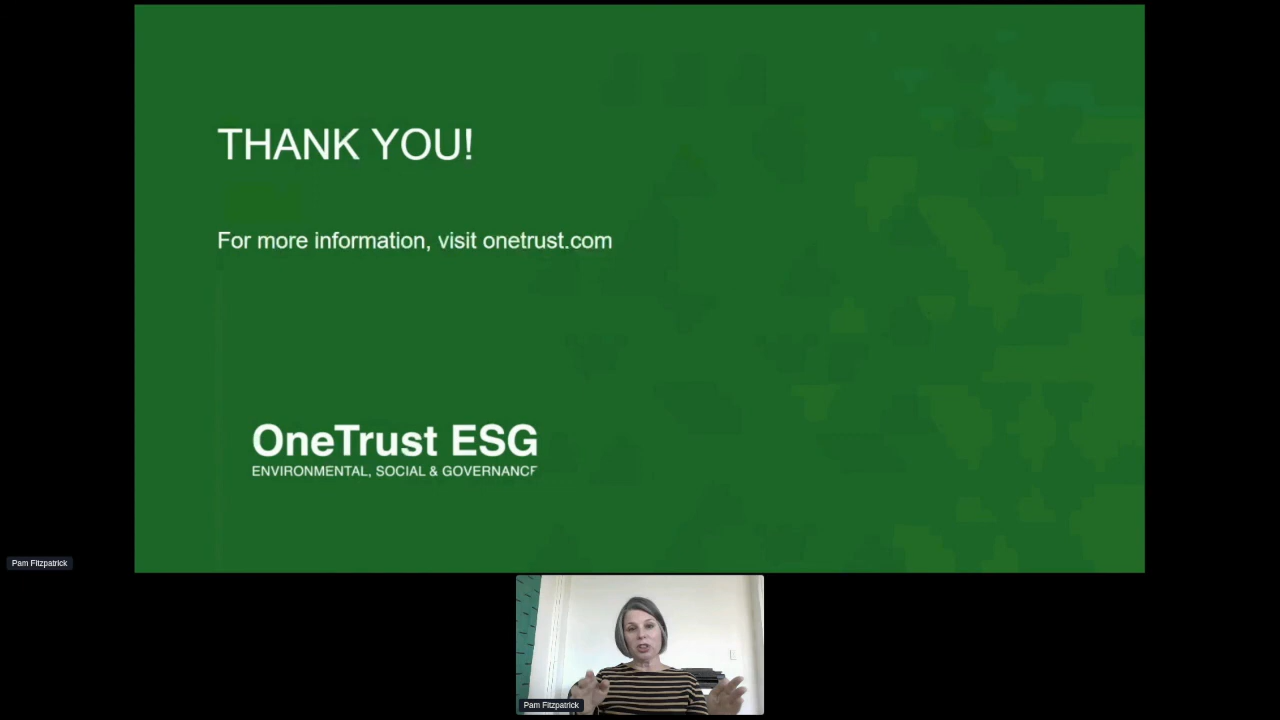 THANK YOU!
For more information, visit onetrust.com
OneTrust ESG
ENVIRONMENTAL, SOCIAL & GOVERNANCE
Pam Fitzpatrick
Pam Fitzpatrick